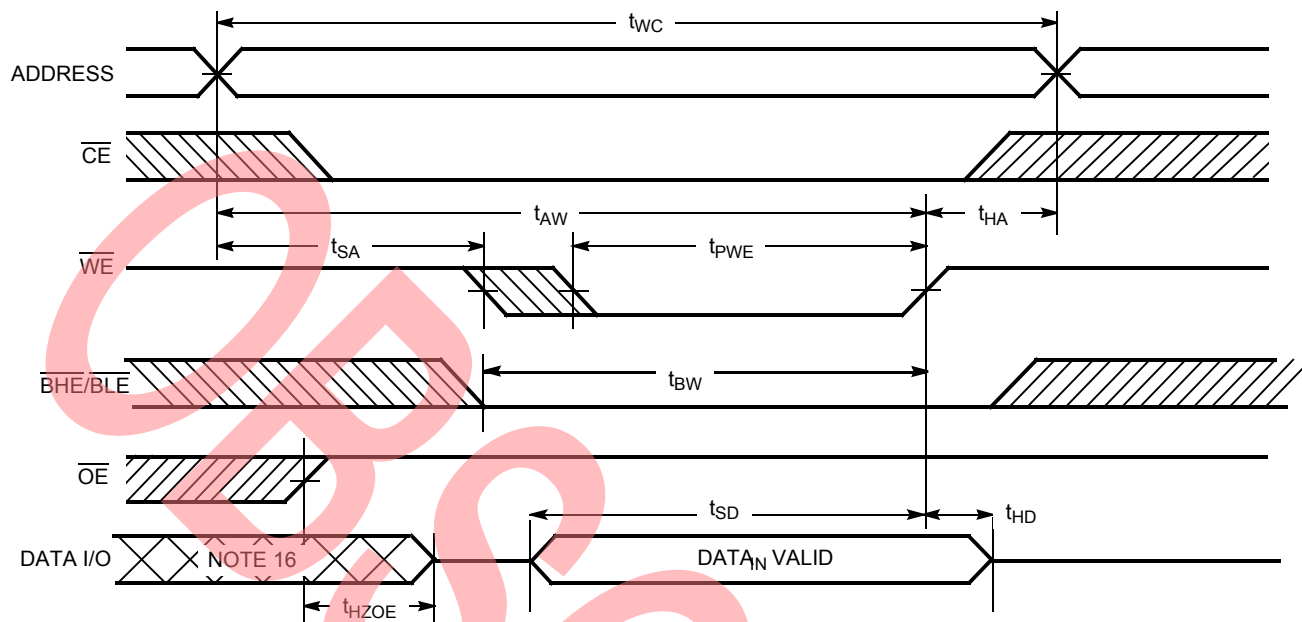 tWC
ADDRESS
CE
tAW
tHA
tSA
tPWE
WE
BHE/BLE
tBW
OE
tSD
tHD
DATA I/O
NOTE 16
DATAIN VALID
tHZOE
OBS